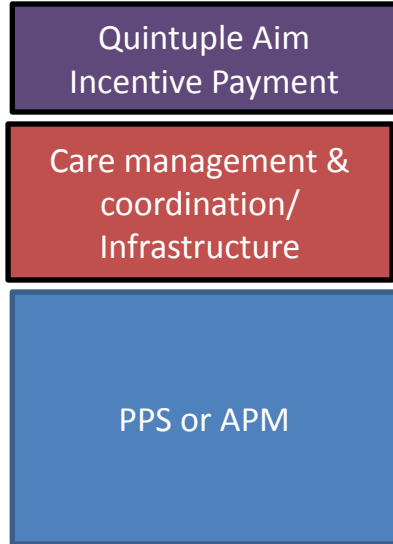 Quintuple Aim
Incentive Payment
Care management &
coordination/
Infrastructure
PPS or APM